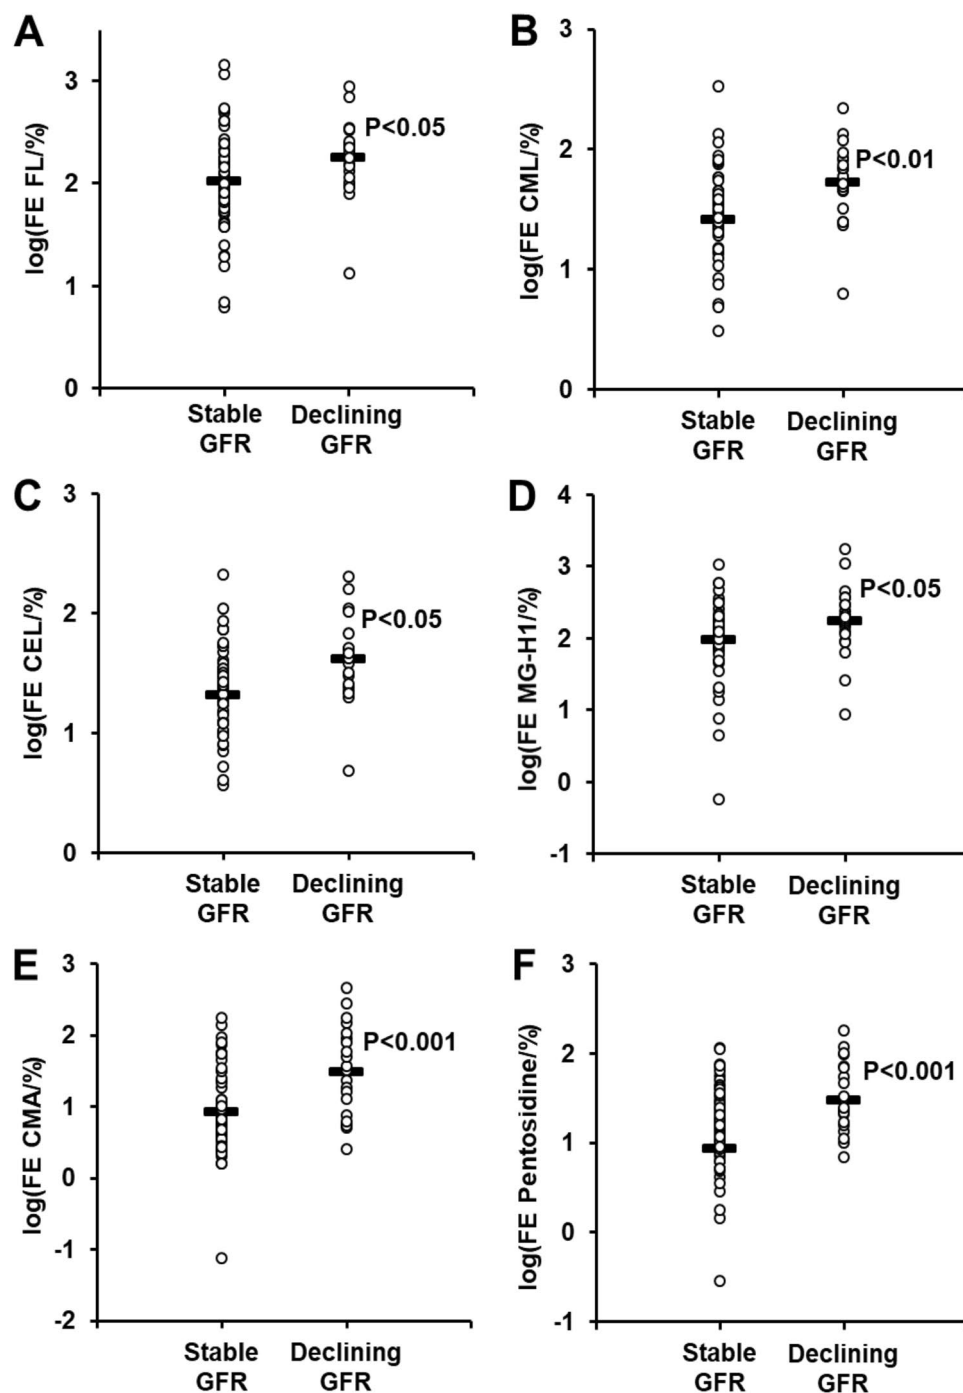 A
log(FE FL/%)
3
2
1
0
P<0.05
Stable
GFR
Declining
GFR
B
log(FE CML/%)
3
2
1
0
P<0.01
Stable
GFR
Declining
GFR
C
log(FE CEL/%)
3
2
1
0
P<0.05
Stable
GFR
Declining
GFR
D
log(FE MG-H1/%)
4
3
2
1
0
-1
P<0.05
Stable
GFR
Declining
GFR
E
log(FE CMA/%)
3
2
1
0
-1
-2
P<0.001
Stable
GFR
Declining
GFR
F
log(FE Pentosidine/%)
3
2
1
0
-1
P<0.001
Stable
GFR
Declining
GFR